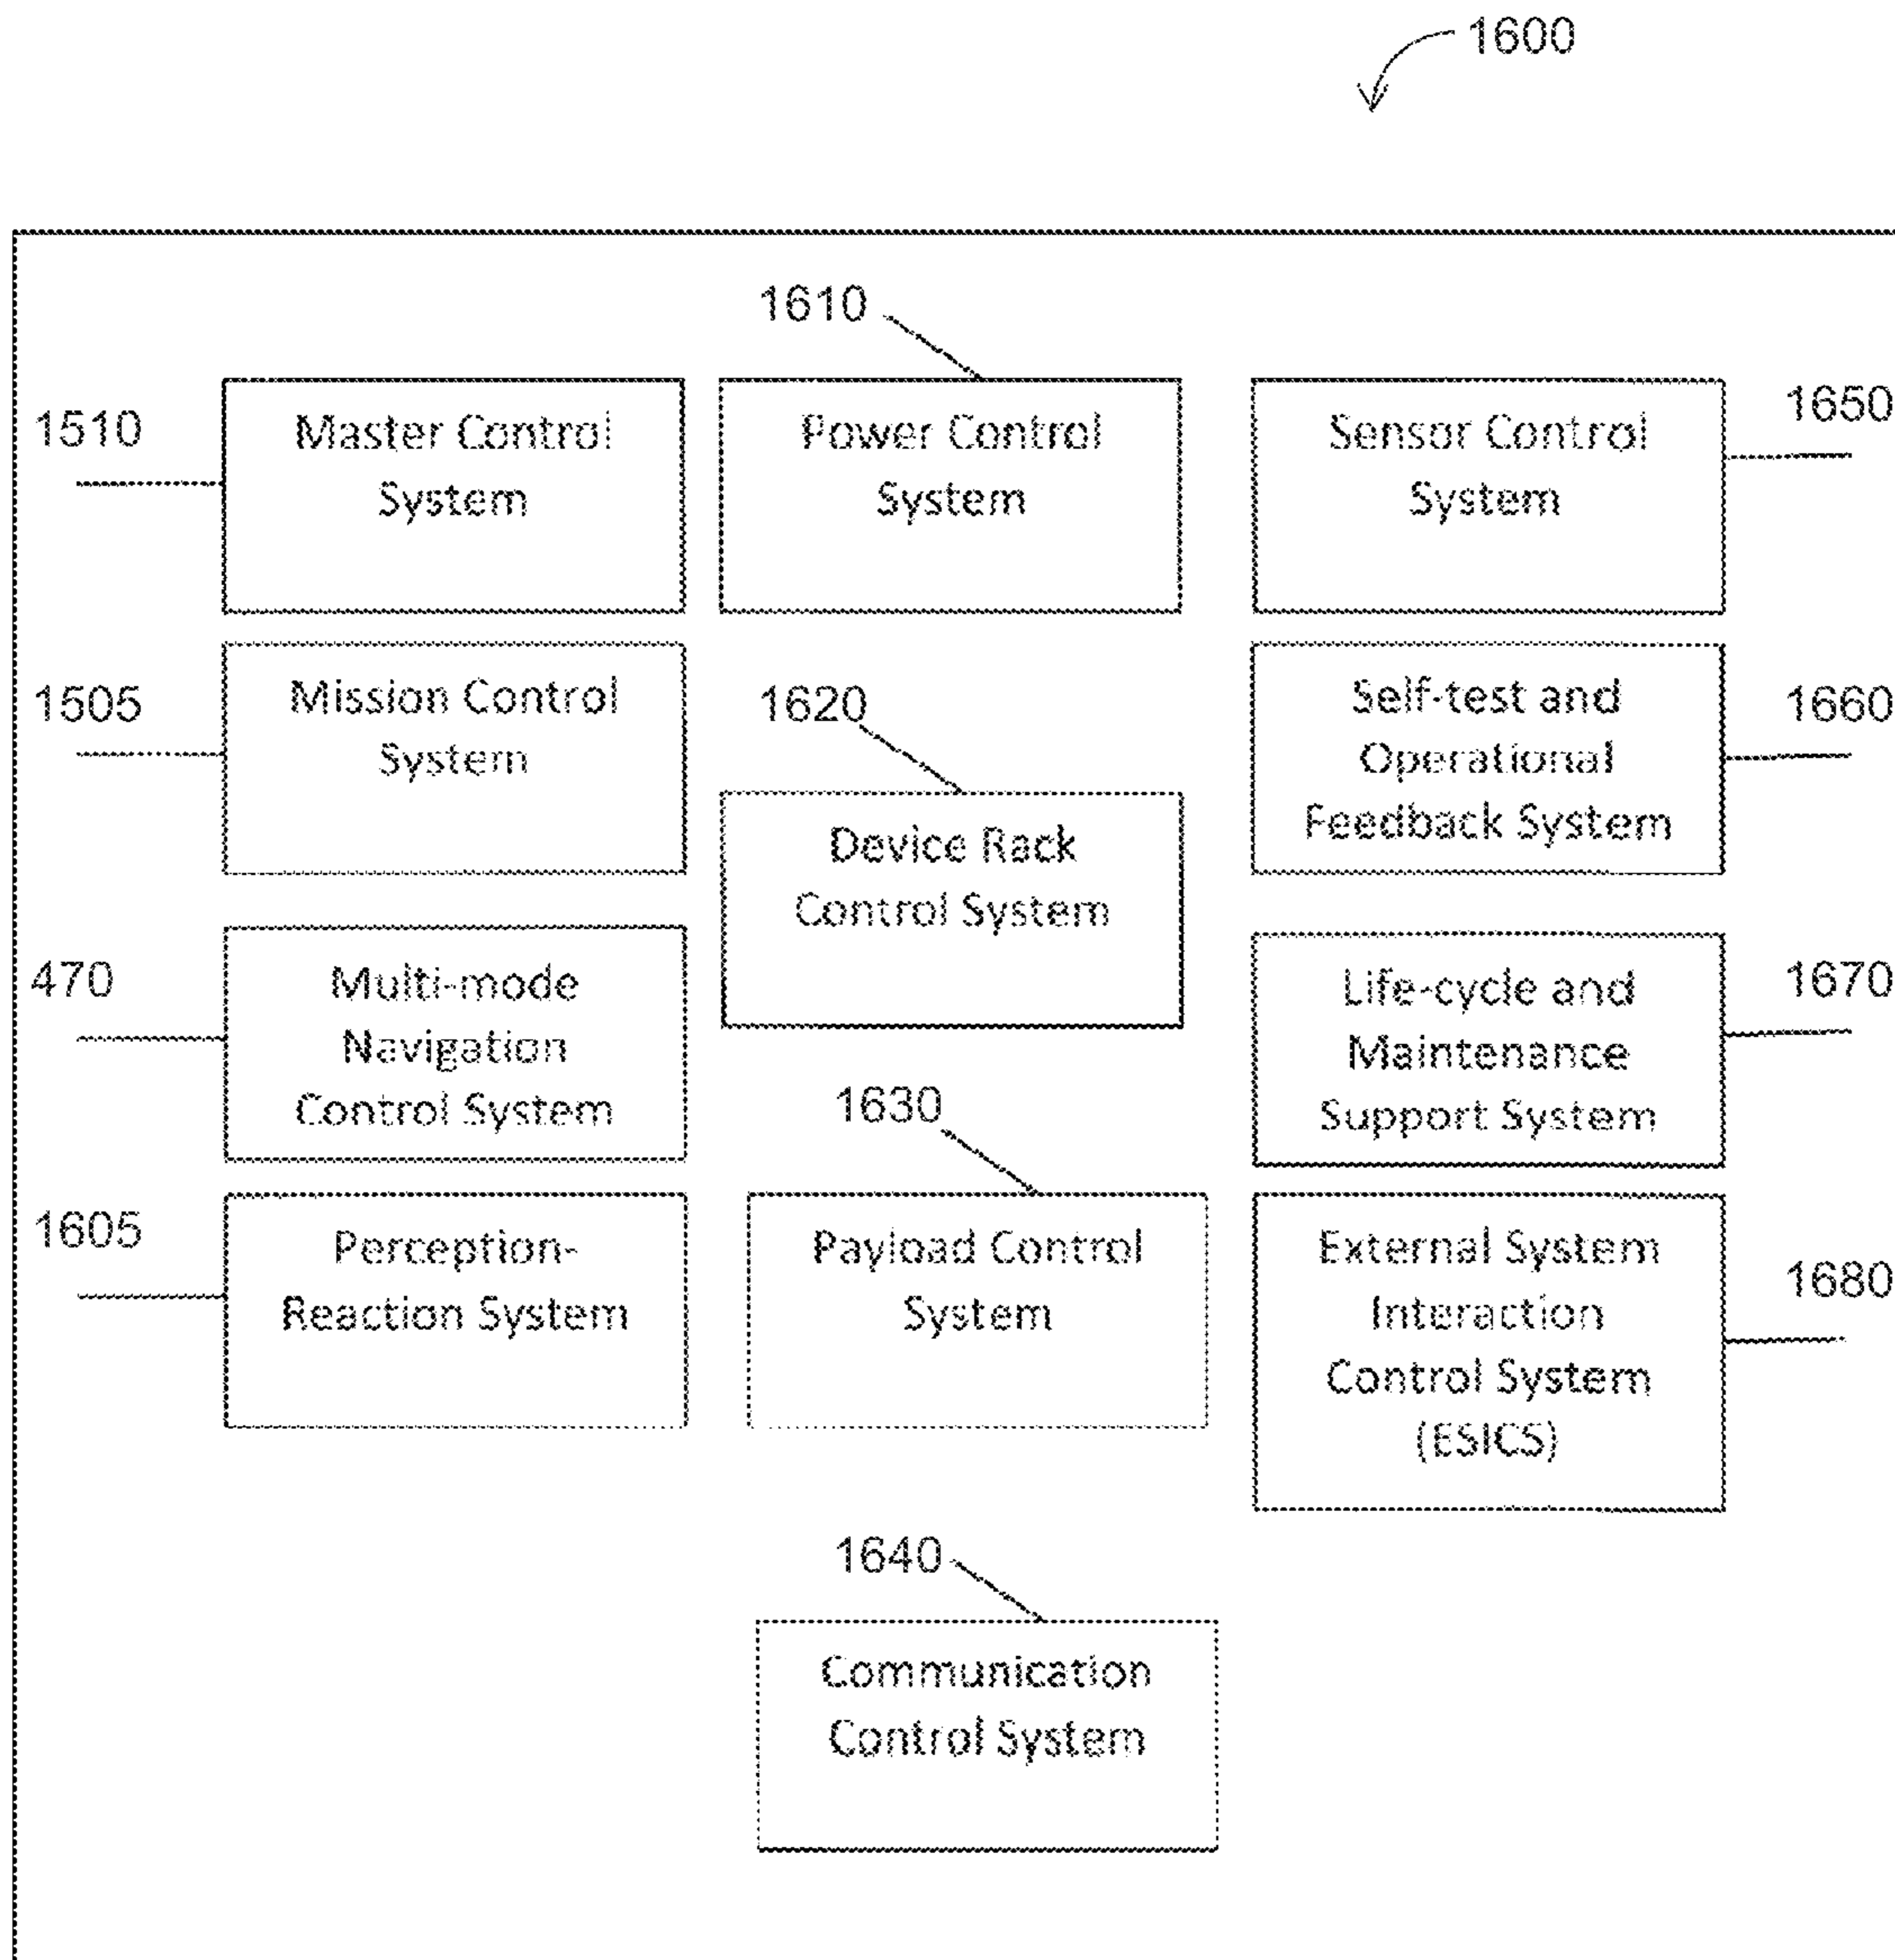 1600
1610
1510
Master Control
System
Power Control
System
Sensor Control
System
1650
1505
Mission Control
System
1620
Device Rack
Control System
Self-test and
Operational
Feedback System
1660
470
Multi-mode
Navigation
Control System
1630
Life-cycle and
Maintenance
Support System
1670
1605
Perception-
Reaction System
Payload Control
System
External System
Interaction
Control System
(ESICS)
1680
1640
Communication
Control System